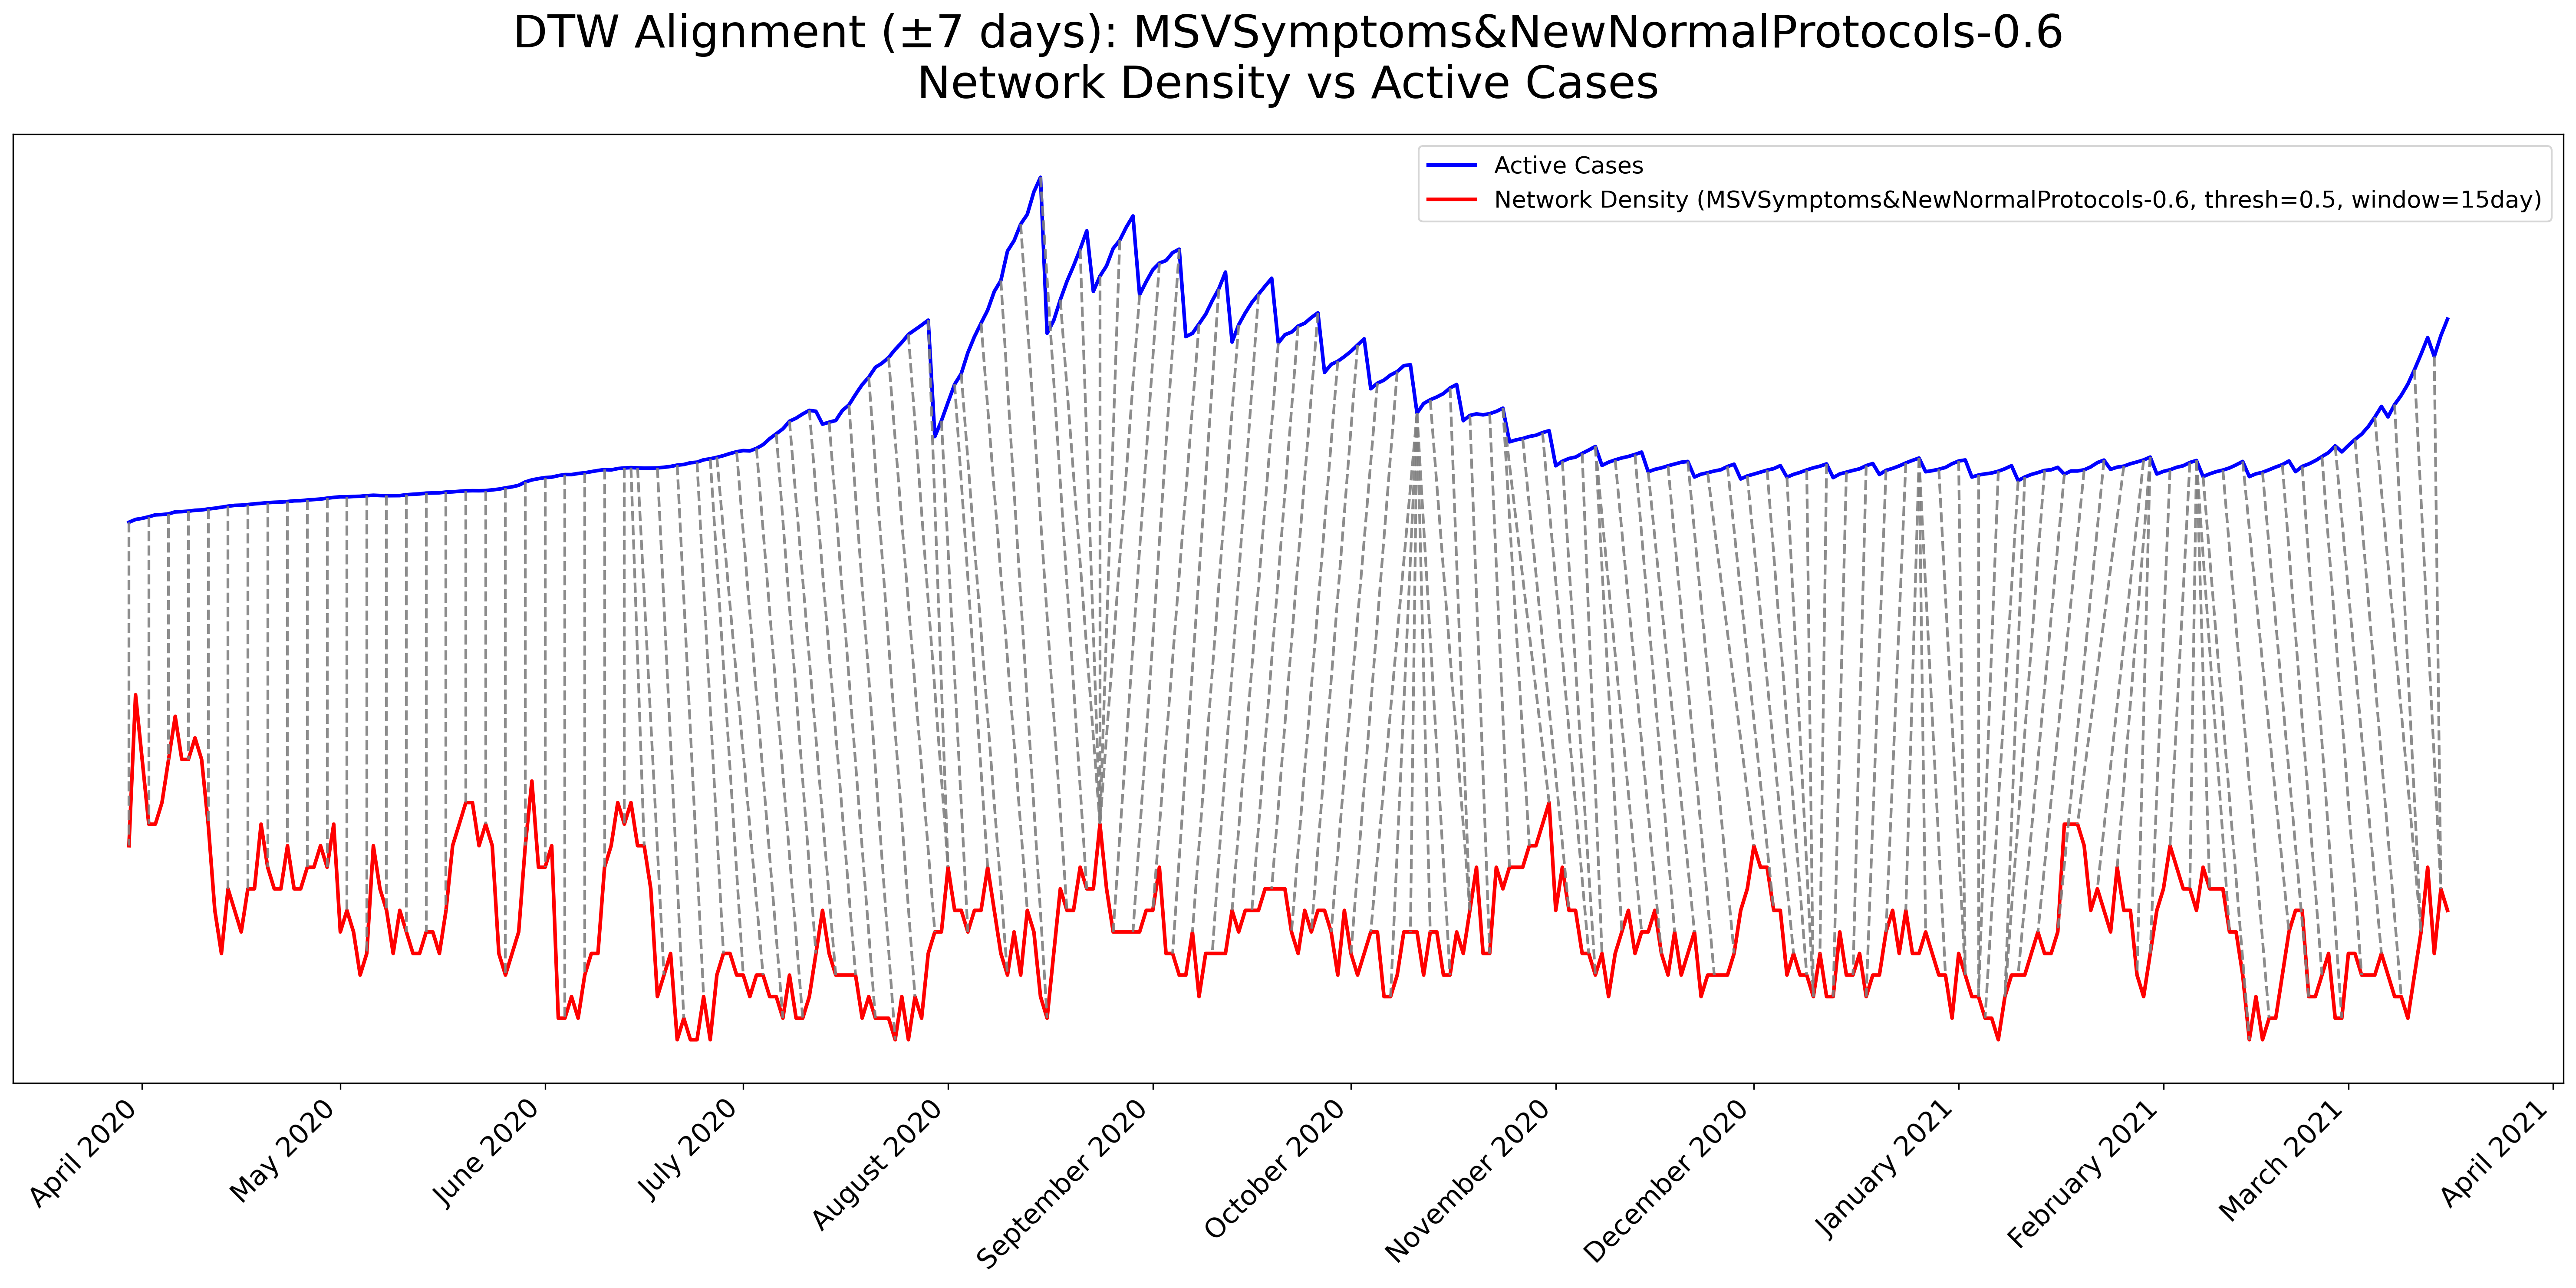 DTW Alignment (±7 days): MSVSymptoms&NewNormalProtocols-0.6
Network Density vs Active Cases
Active Cases
Network Density (MSVSymptoms&NewNormalProtocols-0.6, thresh=0.5, window=15day)
April 2020
May 2020
June 2020
July 2020
August 2020
September 2020
October 2020
November 2020
December 2020
January 2021
February 2021
March 2021
April 2021